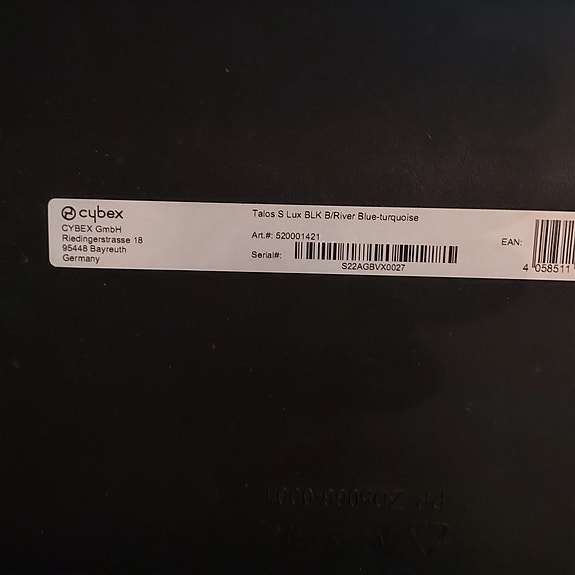 cybex
CYBEX GmbH
Riedingerstrasse 18
95448 Bayreuth
Germany
Talos S Lux BLK B/River Blue-turquoise
Art.#: 520001421
Serial#:
S22AGBVX0027
EAN:
4 058511